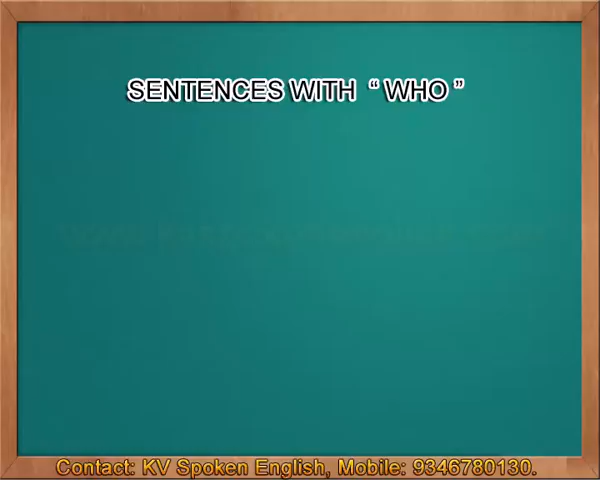 SENTENCES WITH “ WHO ”
Contact: KV Spoken English, Mobile: 9346780130.